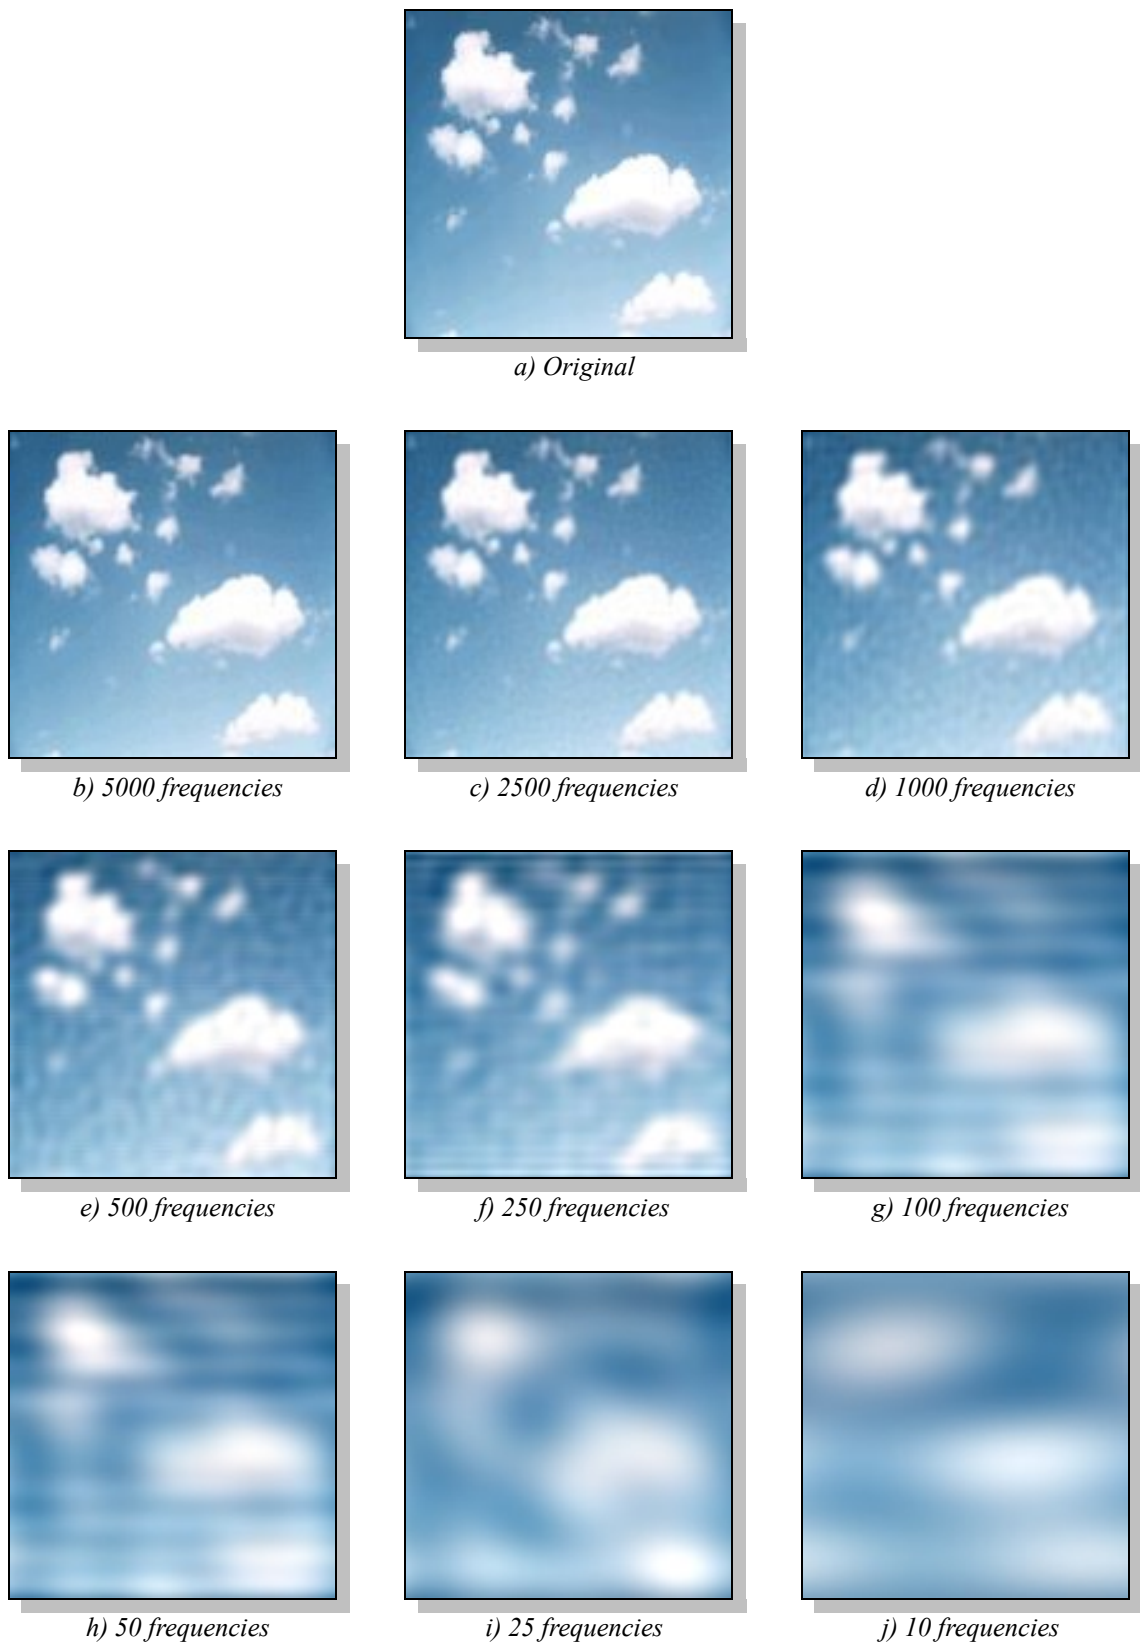 a) Original
b) 5000 frequencies
c) 2500 frequencies
d) 1000 frequencies
e) 500 frequencies
f) 250 frequencies
g) 100 frequencies
h) 50 frequencies
i) 25 frequencies
j) 10 frequencies